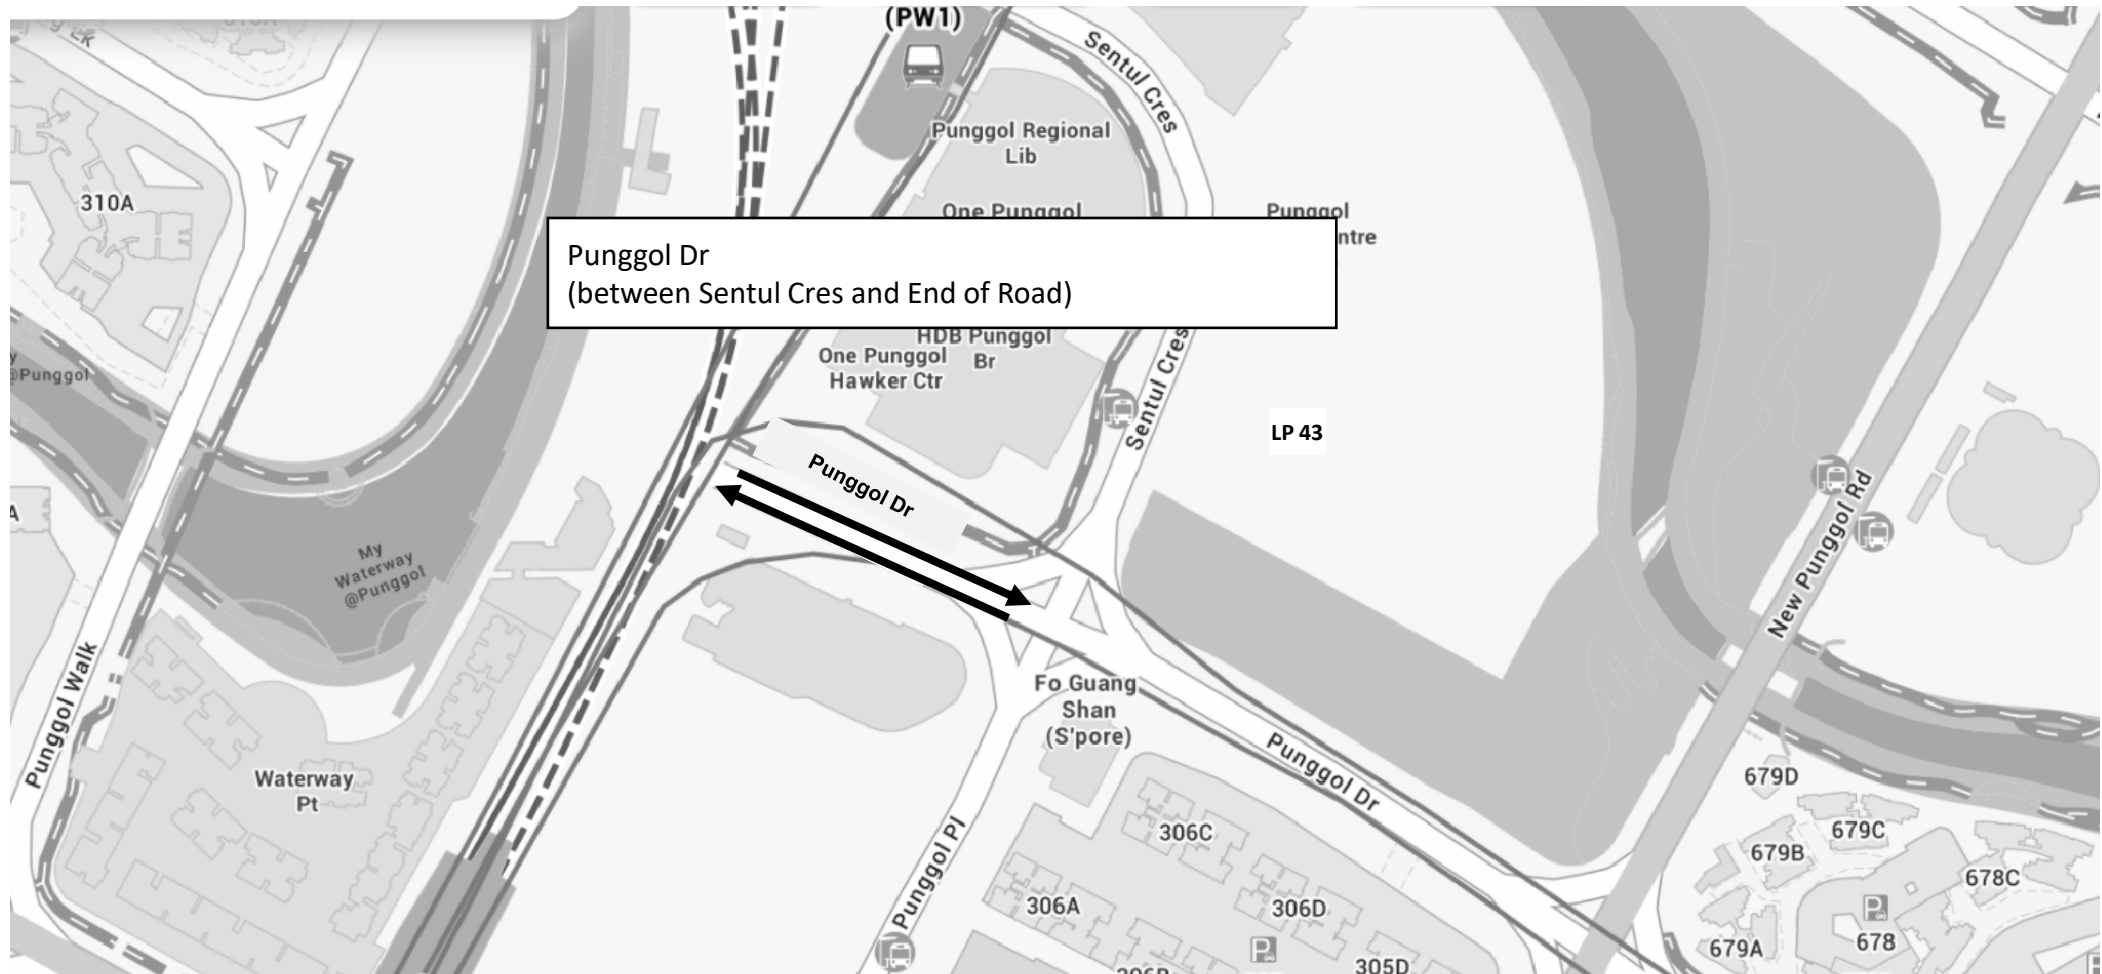 (PW1)
Sentul Cres
Punggol Regional
Lib
310A
One Punggol
Punggol
ntre
Punggol Dr
(between Sentul Cres and End of Road)
HDB Punggol
Br
One Punggol
Hawker Ctr
@Punggol
Sentul Cres
LP 43
Punggol Dr
My
Waterway
@Punggol
New Punggol Rd
Punggol Walk
Fo Guang
Shan
(S'pore)
Punggol Dr
Waterway
Pt
679D
679C
679B
678C
306C
Punggol Pl
306A
306D
P
P
678
679A
305D